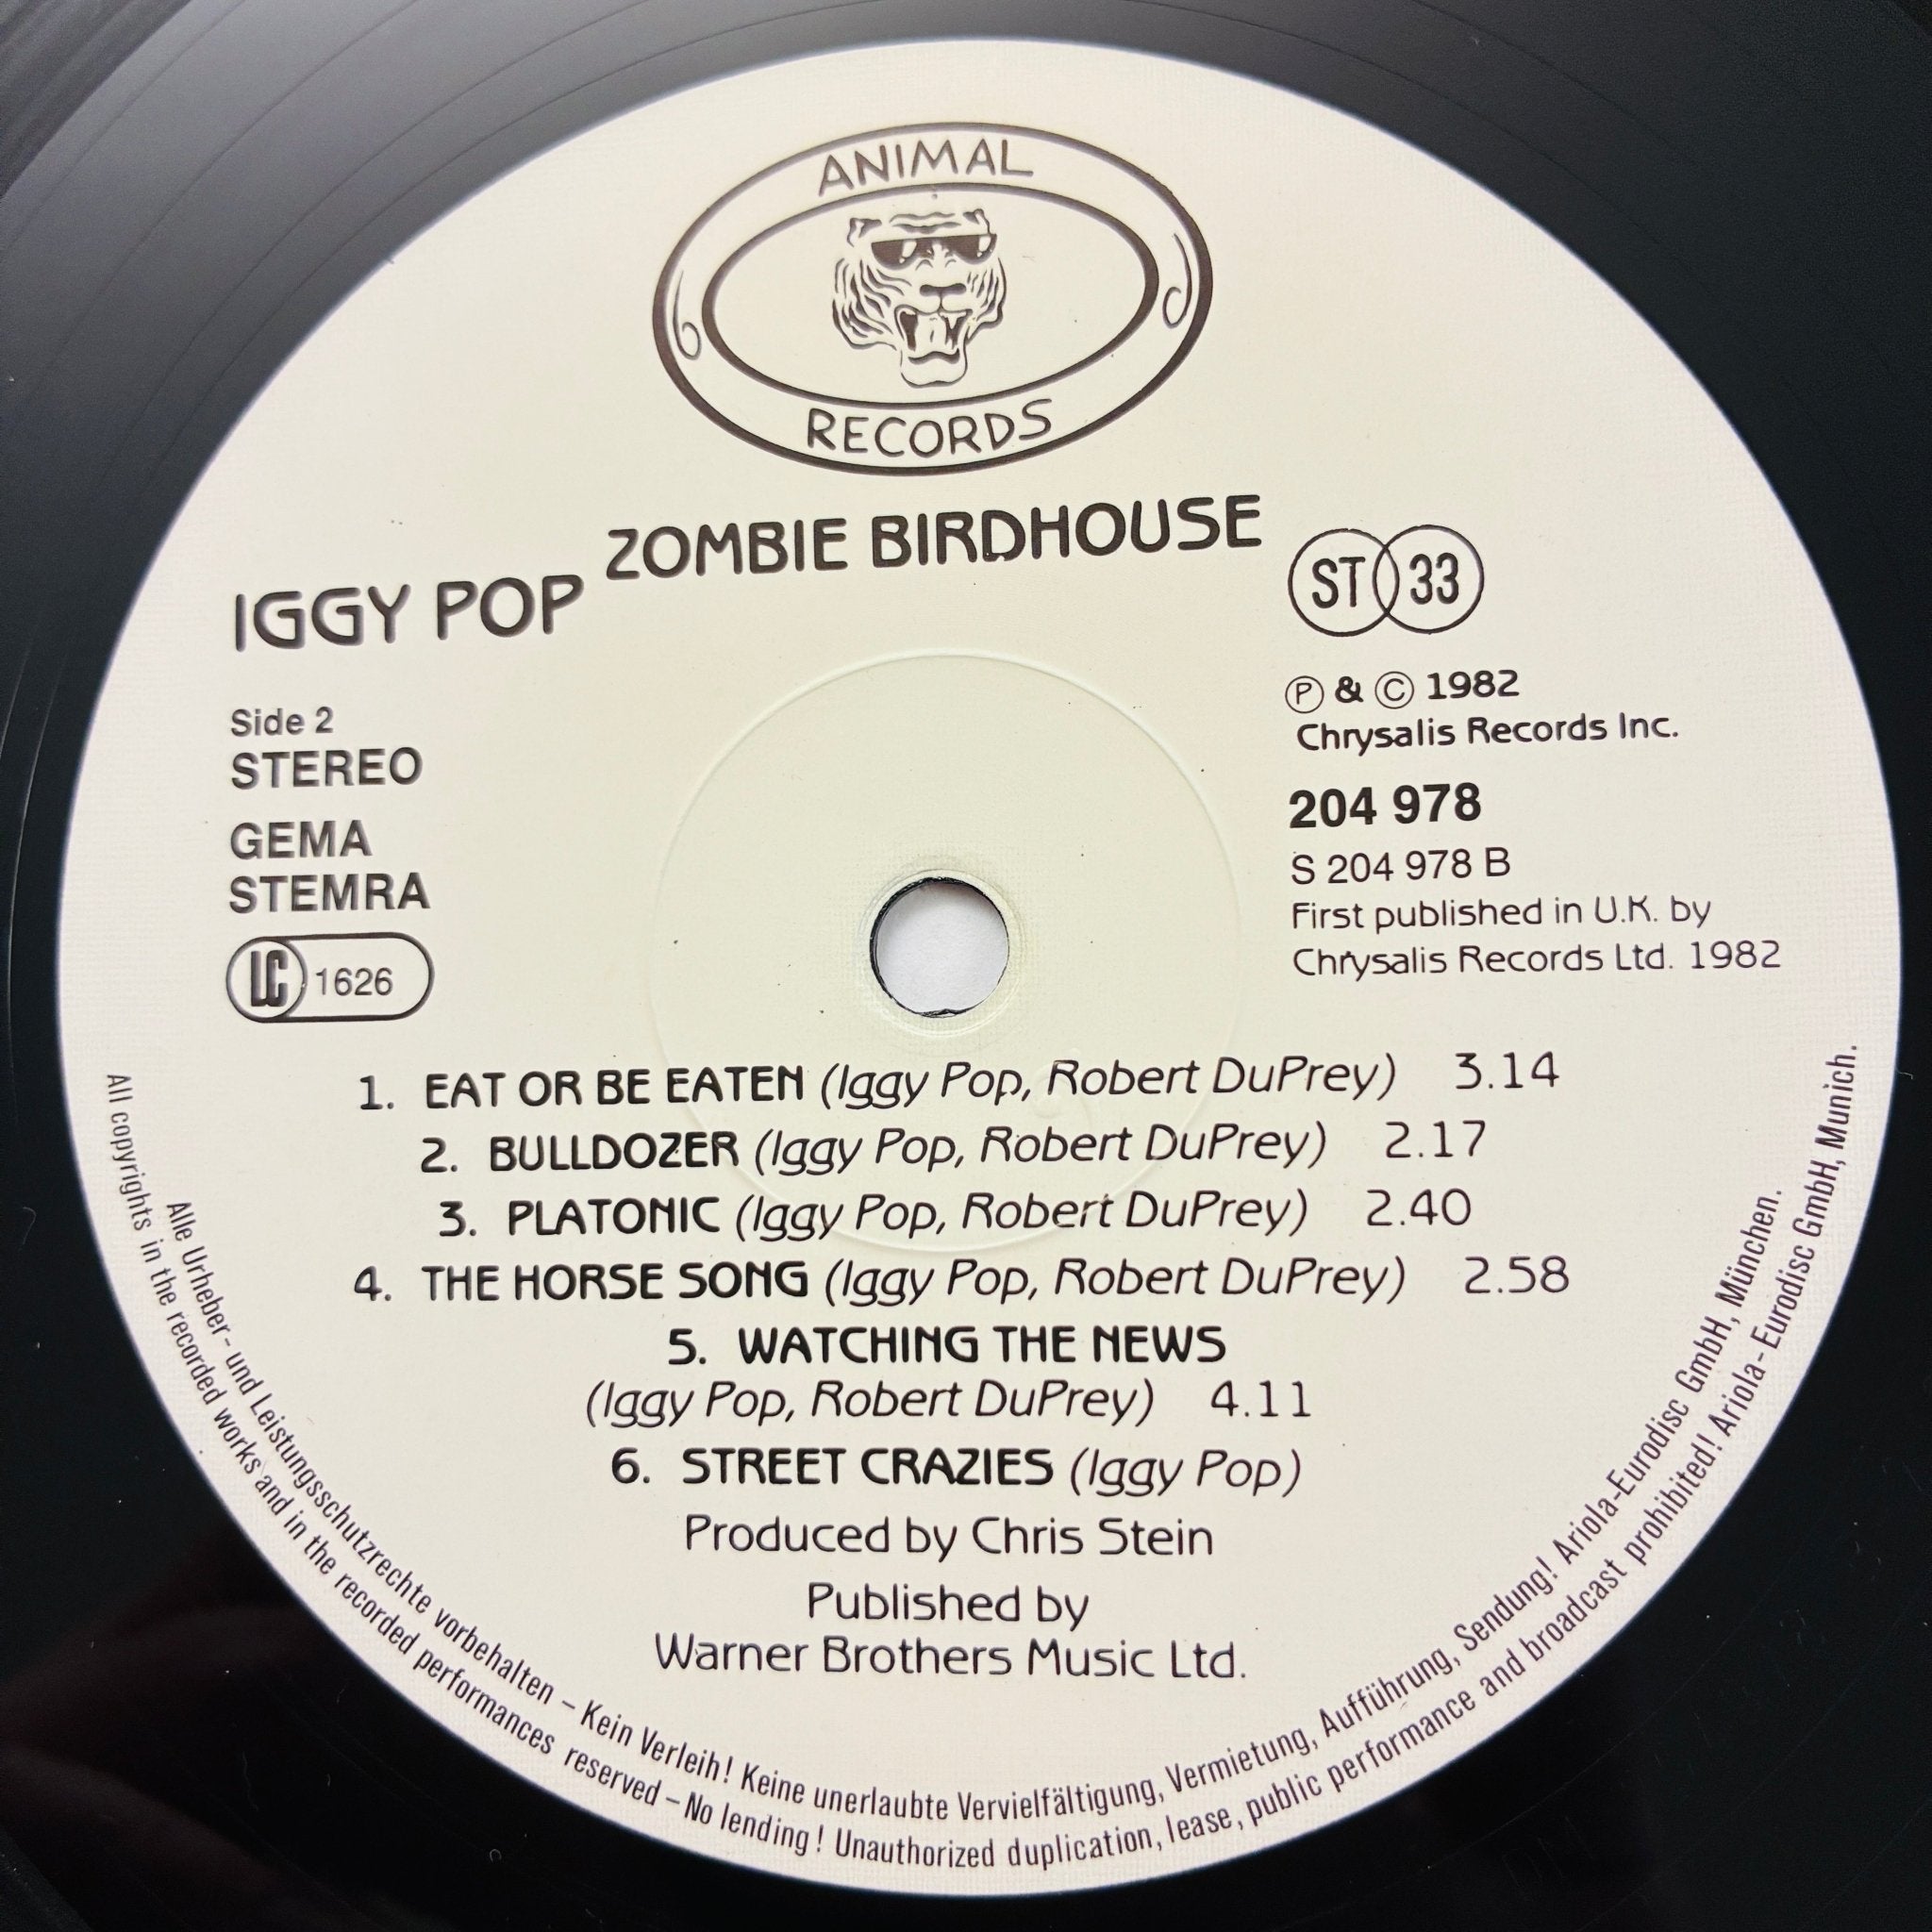 ANIMAL
RECORDS
ZOMBIE BIRDHOUSE
IGGY POP
ST 33
Side 2
STEREO
GEMA
STEMRA
LC 1626
Ⓟ & © 1982
Chrysalis Records Inc.
204 978
S 204 978 B
First published in U.K. by
Chrysalis Records Ltd. 1982
1. EAT OR BE EATEN (Iggy Pop, Robert DuPrey) 3.14
2. BULLDOZER (Iggy Pop, Robert DuPrey) 2.17
3. PLATONIC (Iggy Pop, Robert DuPrey) 2.40
4. THE HORSE SONG (Iggy Pop, Robert DuPrey) 2.58
5. WATCHING THE NEWS
(Iggy Pop, Robert DuPrey) 4.11
6. STREET CRAZIES (Iggy Pop)
Produced by Chris Stein
Published by
Warner Brothers Music Ltd.
Alle Urheber- und Leistungsschutzrechte vorbehalten – Kein Verleih! Keine unerlaubte Vervielfältigung, Vermietung, Aufführung, Sendung! Ariola-Eurodisc GmbH, München.
All copyrights in the recorded works and in the recorded performances reserved – No lending! Unauthorized duplication, lease, public performance and broadcast prohibited! Ariola-Eurodisc GmbH, Munich.